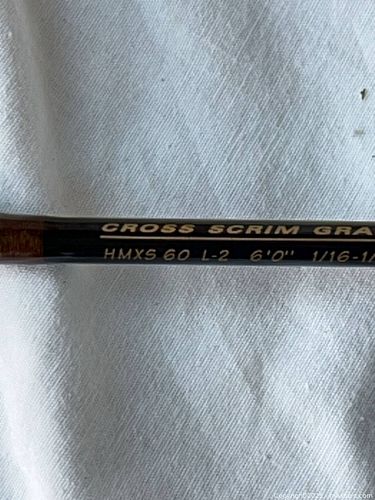 CROSS SCRIM GRA
HMXS 60 L-2 6'0" 1/16-1/